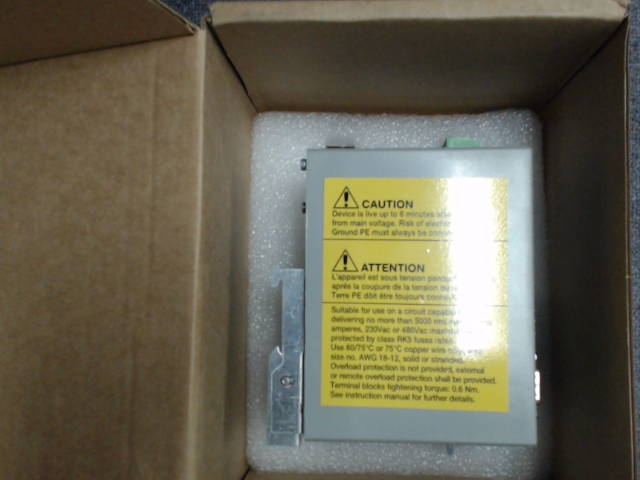 CAUTION
Device is live up to 6 minutes
from main voltage. Risk of
Ground PE must always be
ATTENTION
L'appareil est sous tension
après la coupure de la tension
Terre PE dôit être toujours
Suitable for use on a circuit
delivering no more than 5000
amperes, 230Vac or 480Vac
protected by class RK5 fuses
Use 60/75°C or 75°C copper wire
size no. AWG 18-12, solid or stranded.
Overload protection is not provided, external
or remote overload protection shall be provided.
Terminal blocks tightening torque: 0.6 Nm.
See instruction manual for further details.